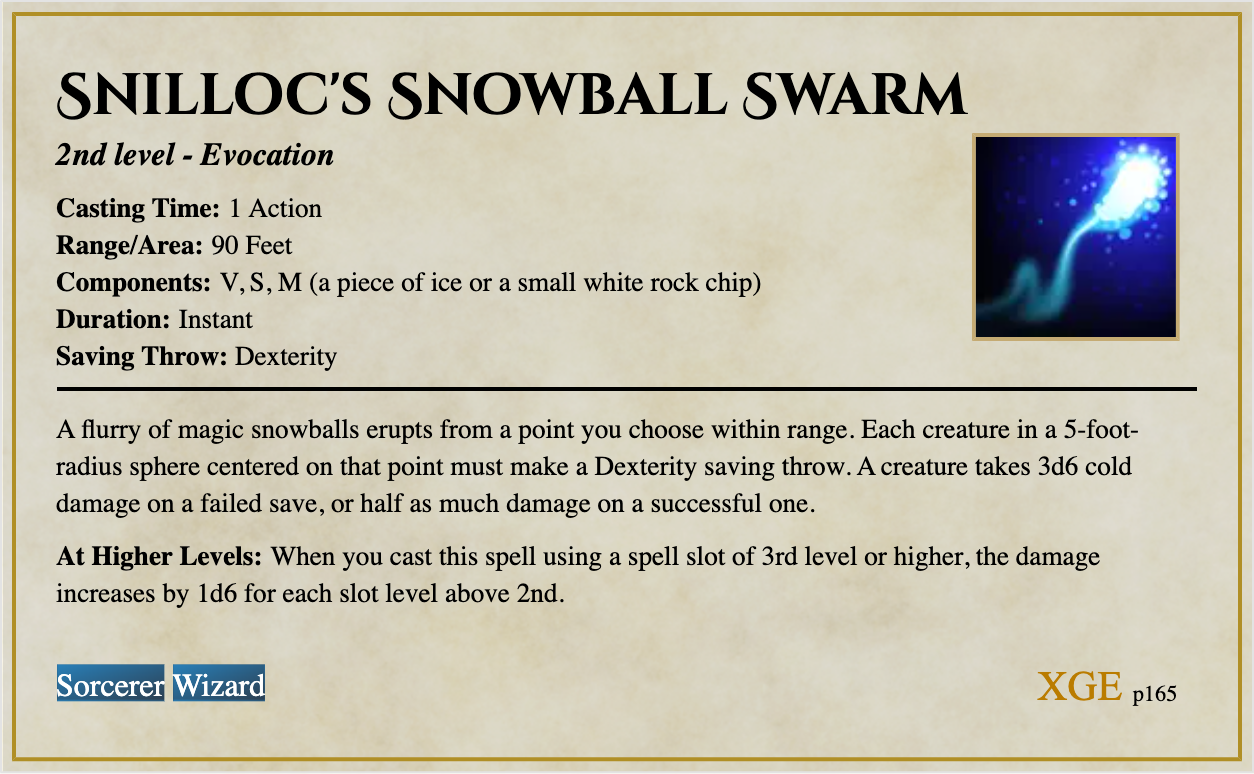 Snilloc's Snowball Swarm
2nd level - Evocation
Casting Time: 1 Action
Range/Area: 90 Feet
Components: V, S, M (a piece of ice or a small white rock chip)
Duration: Instant
Saving Throw: Dexterity
A flurry of magic snowballs erupts from a point you choose within range. Each creature in a 5-foot-
radius sphere centered on that point must make a Dexterity saving throw. A creature takes 3d6 cold
damage on a failed save, or half as much damage on a successful one.
At Higher Levels: When you cast this spell using a spell slot of 3rd level or higher, the damage
increases by 1d6 for each slot level above 2nd.
Sorcerer Wizard
XGE p165